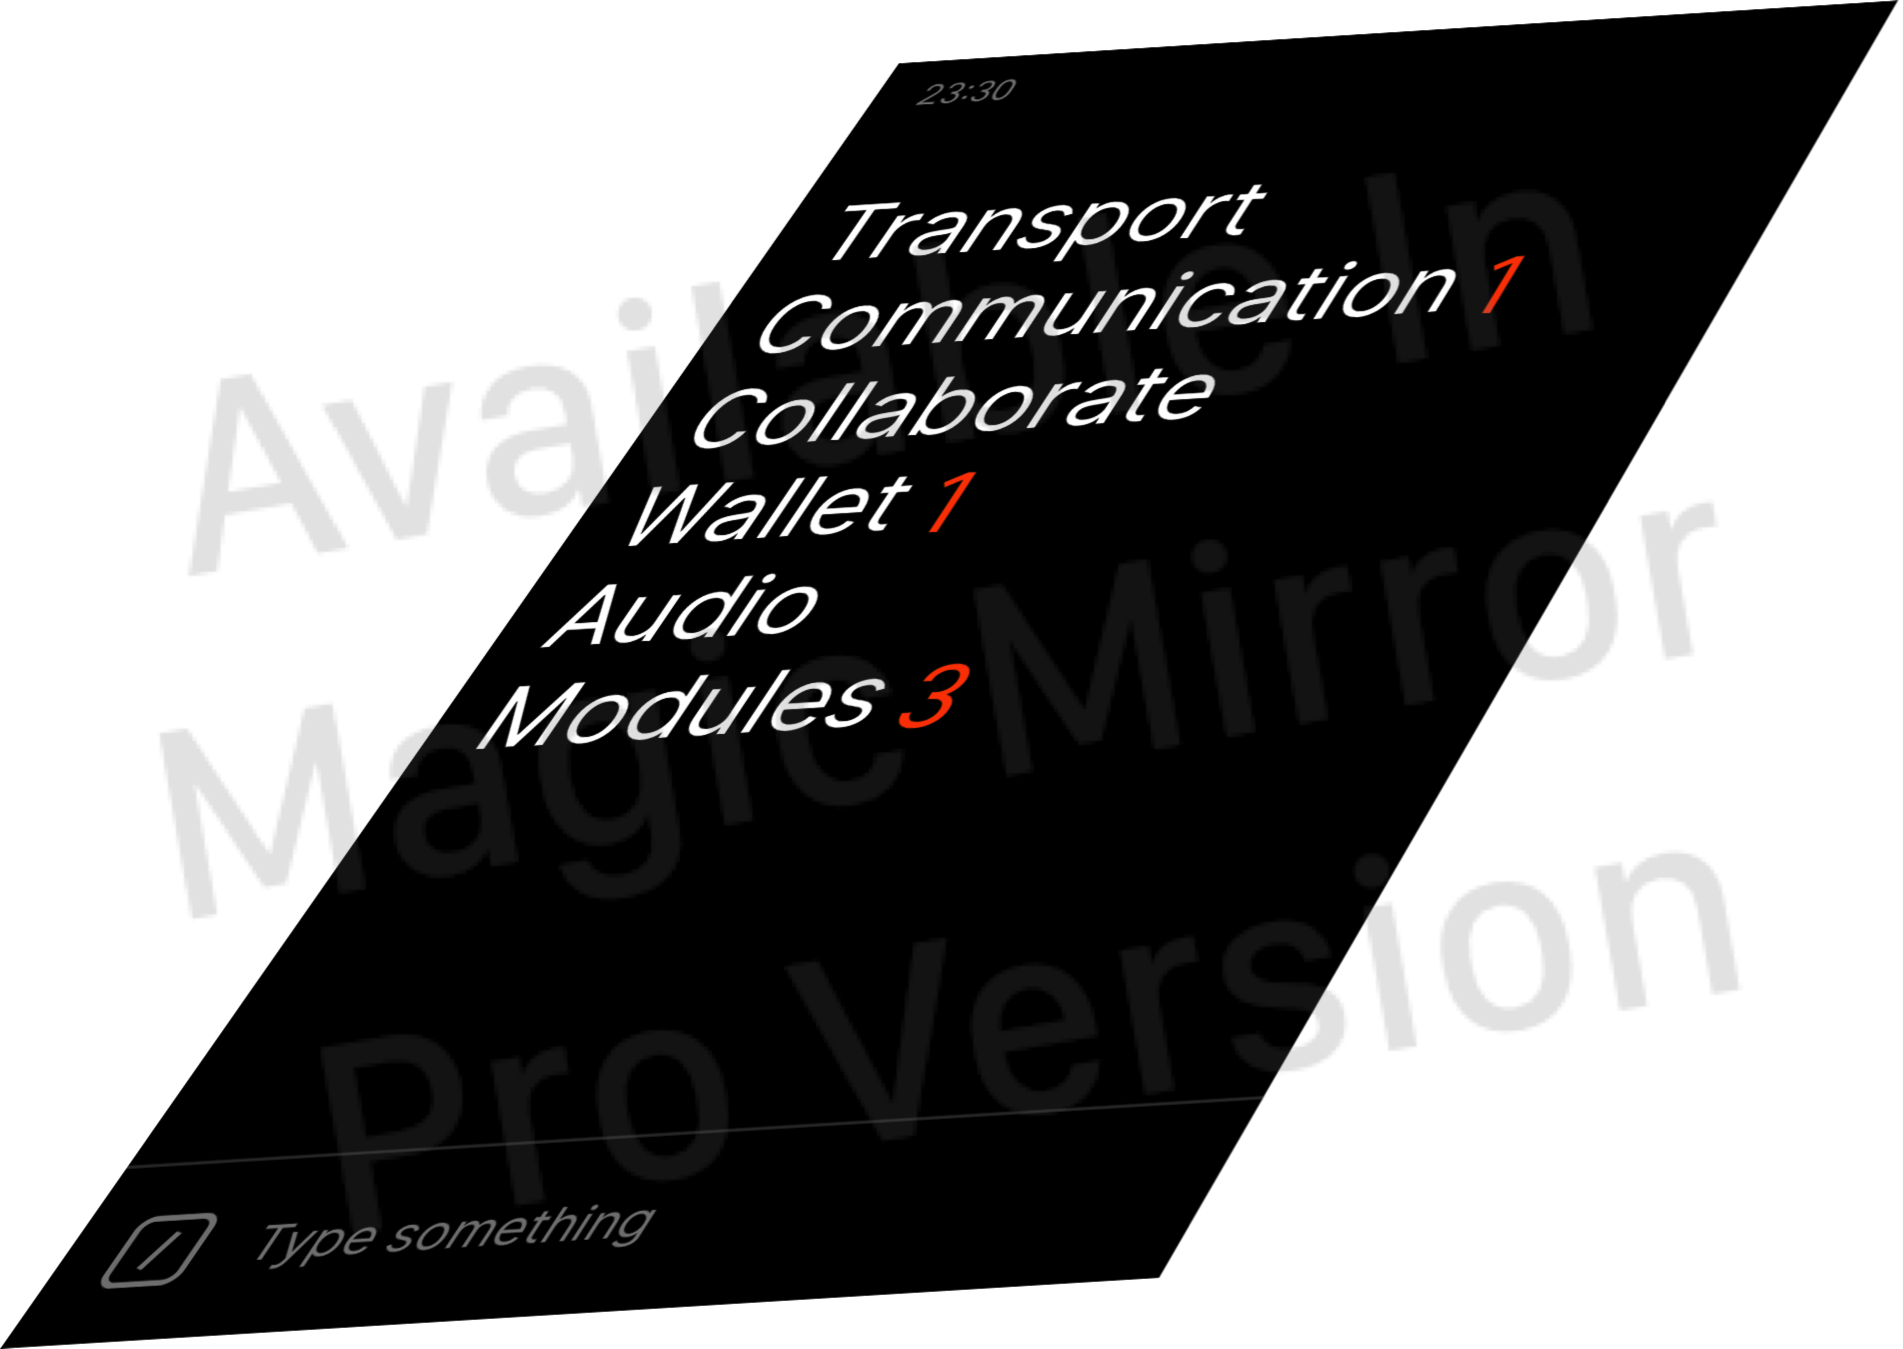 23:30
Transport
Communication 1
Collaborate
Wallet 1
Audio
Modules 3
/ Type something
Available In
Magic Mirror
Pro Version